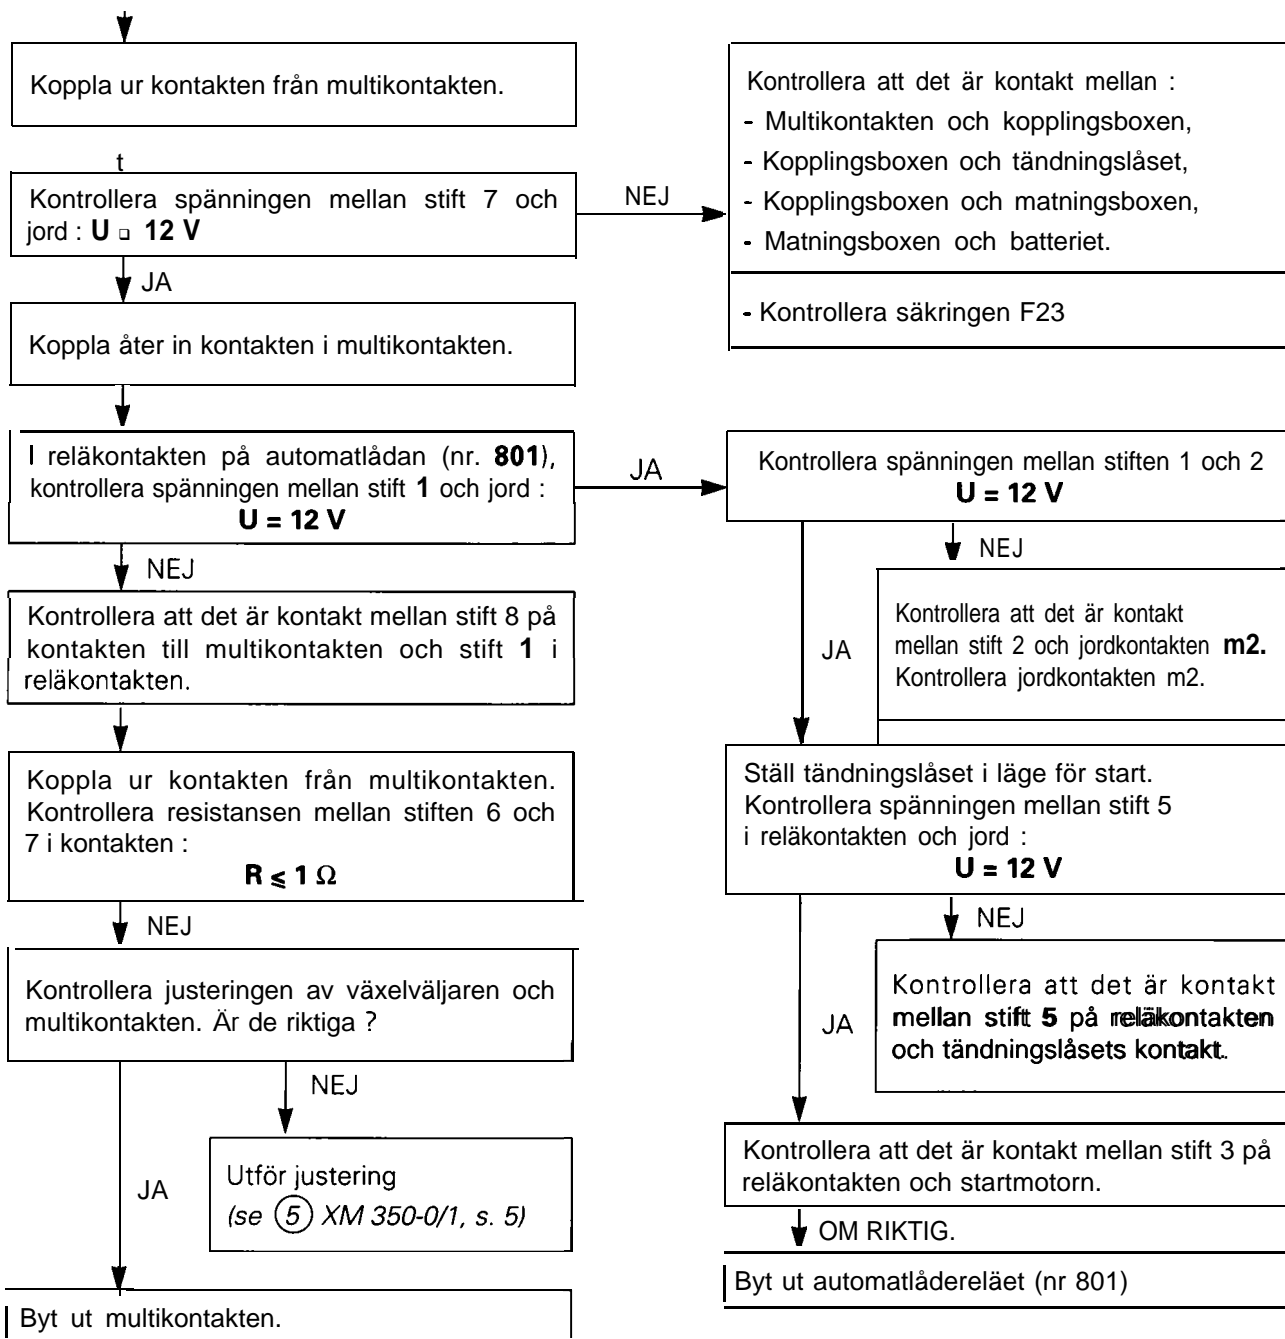 Koppla ur kontakten från multikontakten.
t
Kontrollera spänningen mellan stift 7 och
jord : U □ 12 V
NEJ
Kontrollera att det är kontakt mellan :
- Multikontakten och kopplingsboxen,
- Kopplingsboxen och tändningslåset,
- Kopplingsboxen och matningsboxen,
- Matningsboxen och batteriet.
- Kontrollera säkringen F23
JA
Koppla åter in kontakten i multikontakten.
I reläkontakten på automatlådan (nr. 801),
kontrollera spänningen mellan stift 1 och jord :
U = 12 V
JA
Kontrollera spänningen mellan stiften 1 och 2
U = 12 V
NEJ
Kontrollera att det är kontakt mellan stift 8 på
kontakten till multikontakten och stift 1 i
reläkontakten.
NEJ
Kontrollera att det är kontakt
mellan stift 2 och jordkontakten m2.
Kontrollera jordkontakten m2.
JA
Koppla ur kontakten från multikontakten.
Kontrollera resistansen mellan stiften 6 och
7 i kontakten :
R ⩽ 1 Ω
Ställ tändningslåset i läge för start.
Kontrollera spänningen mellan stift 5
i reläkontakten och jord :
U = 12 V
NEJ
Kontrollera justeringen av växelväljaren och
multikontakten. Är de riktiga ?
NEJ
Kontrollera att det är kontakt
mellan stift 5 på reläkontakten
och tändningslåsets kontakt.
JA
NEJ
Utför justering
(se ⑤ XM 350-0/1, s. 5)
JA
Kontrollera att det är kontakt mellan stift 3 på
reläkontakten och startmotorn.
OM RIKTIG.
Byt ut automatlådereläet (nr 801)
Byt ut multikontakten.